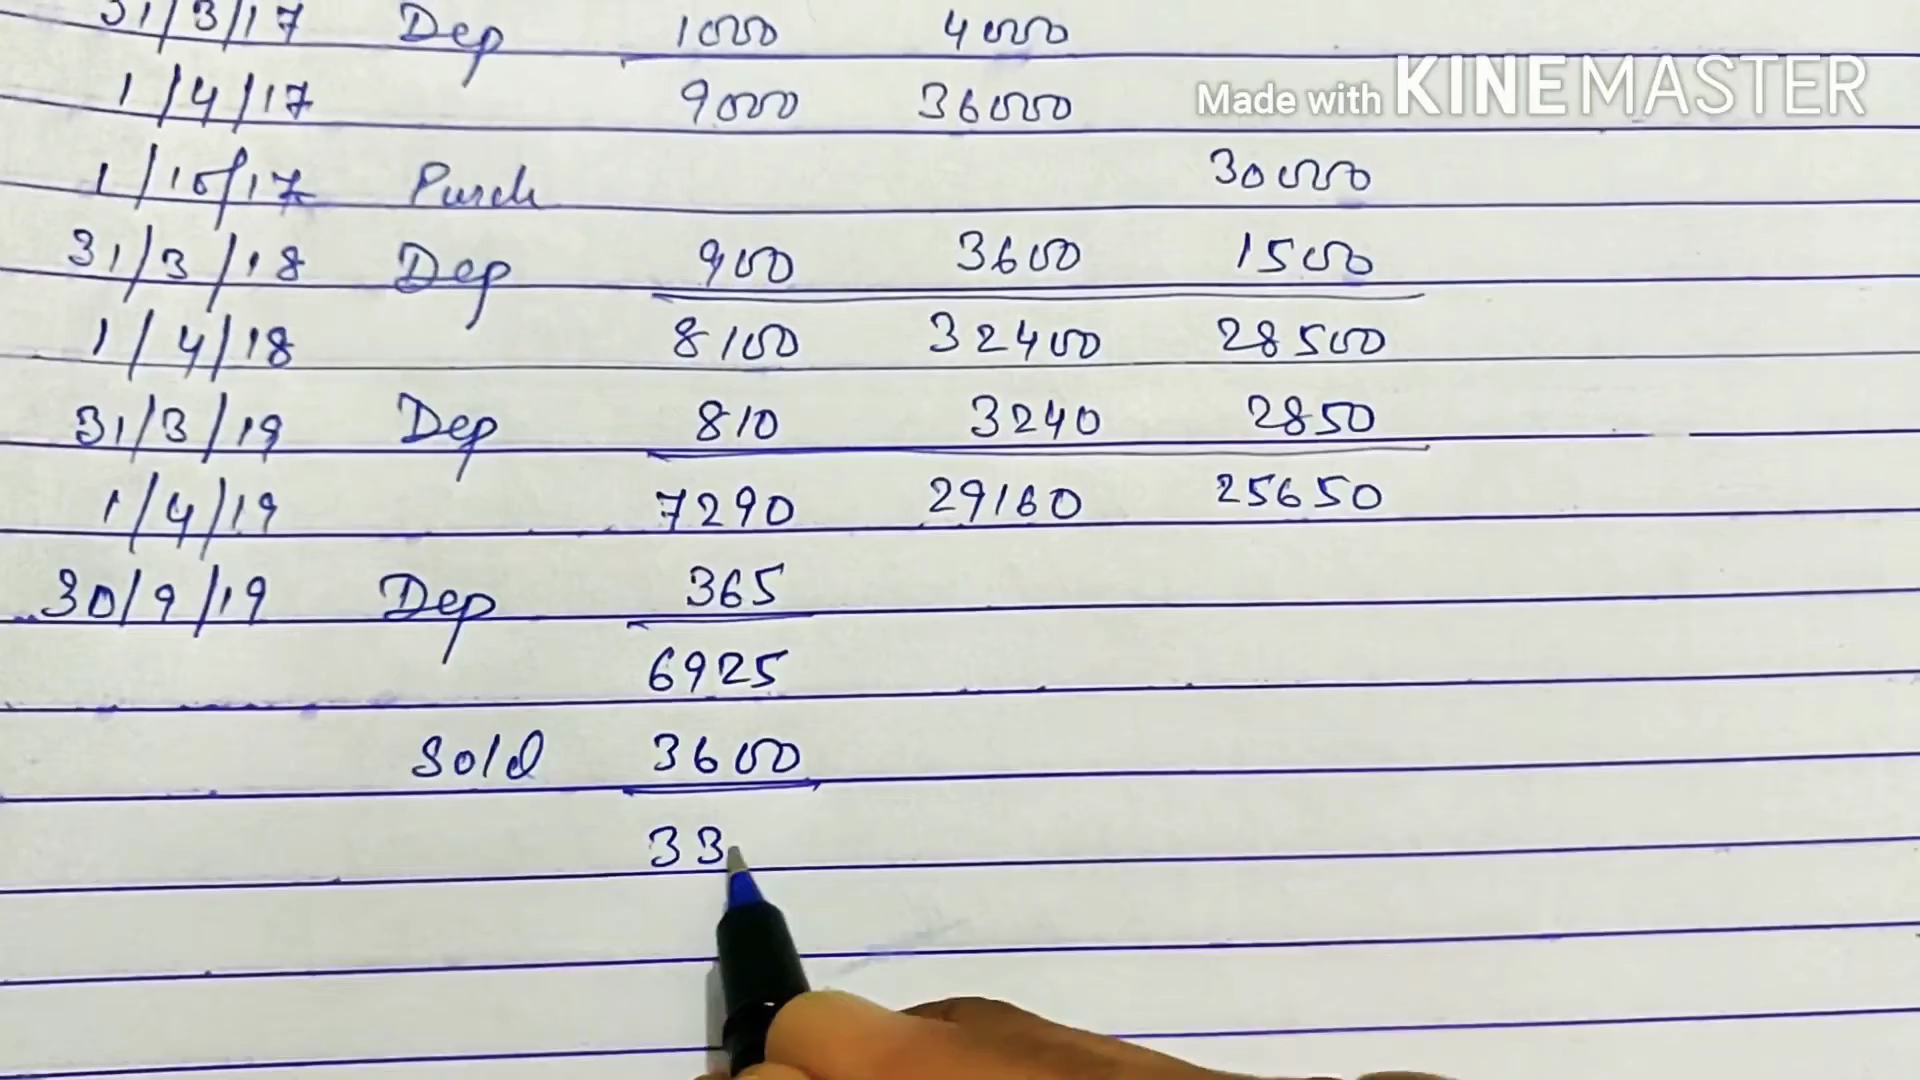 31/3/17 Dep 1000 4000
1/4/17 9000 36000
Made with KINEMASTER
1/10/17 Purch 30000
31/3/18 Dep 900 3600 1500
1/4/18 8100 32400 28500
31/3/19 Dep 810 3240 2850
1/4/19 7290 29160 25650
30/9/19 Dep 365
6925
Sold 3600
33